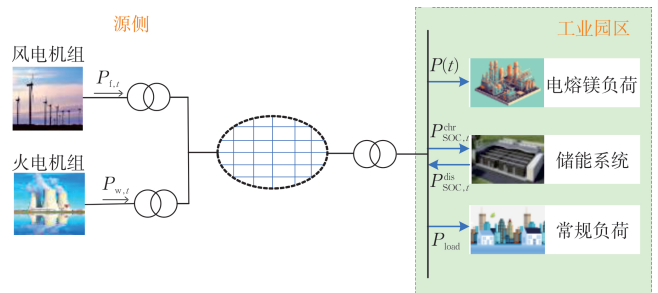 源侧
工业园区
风电机组
P_{f,t}
P(t)
电熔镁负荷
P^{chr}_{SOC,t}
储能系统
P^{dis}_{SOC,t}
火电机组
P_{w,t}
常规负荷
P_{load}